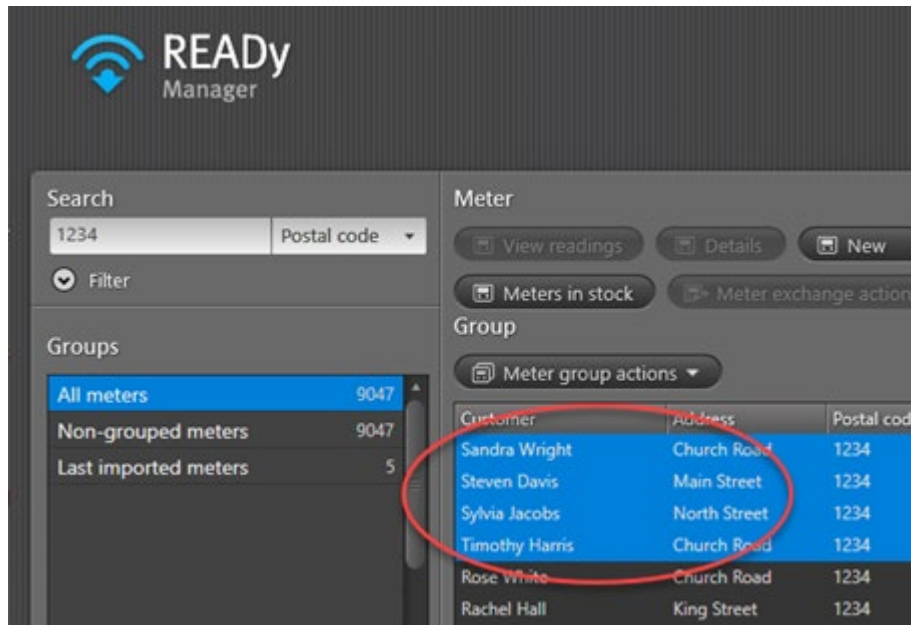 READy
Manager
Search
1234 Postal code
Filter
Groups
All meters 9047
Non-grouped meters 9047
Last imported meters 5
Meter
View readings Details New
Meters in stock Meter exchange action
Group
Meter group actions
Customer Address Postal cod
Sandra Wright Church Road 1234
Steven Davis Main Street 1234
Sylvia Jacobs North Street 1234
Timothy Harris Church Road 1234
Rose White Church Road 1234
Rachel Hall King Street 1234